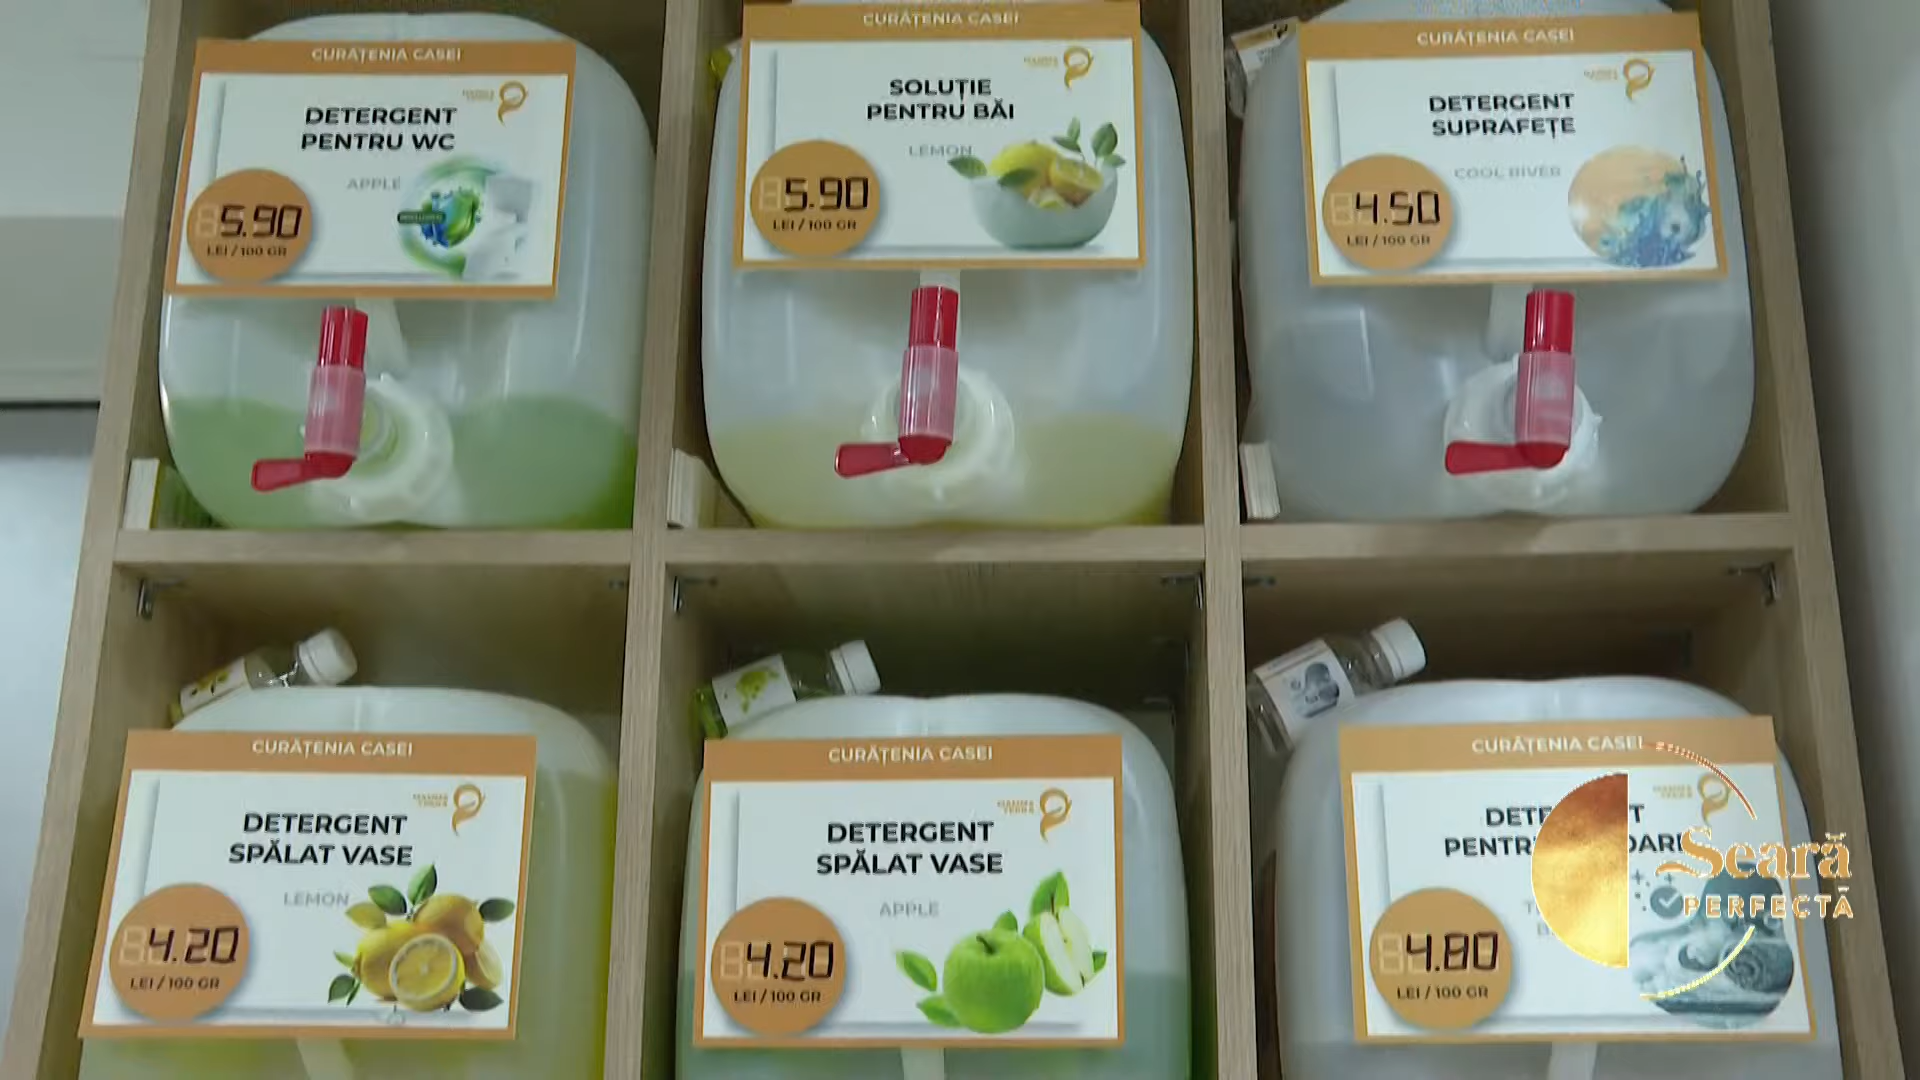 CURĂȚENIA CASEI
DETERGENT
PENTRU WC
APPLE
5.90
LEI / 100 GR
CURĂȚENIA CASEI
SOLUȚIE
PENTRU BĂI
LEMON
5.90
LEI / 100 GR
CURĂȚENIA CASEI
DETERGENT
SUPRAFEȚE
COOL RIVER
4.50
LEI / 100 GR
CURĂȚENIA CASEI
DETERGENT
SPĂLAT VASE
LEMON
4.20
LEI / 100 GR
CURĂȚENIA CASEI
MAMMA
TERRA
DETERGENT
SPĂLAT VASE
APPLE
4.20
LEI / 100 GR
CURĂȚENIA CASEI
4.80
LEI / 100 GR
Seară
PERFECTĂ